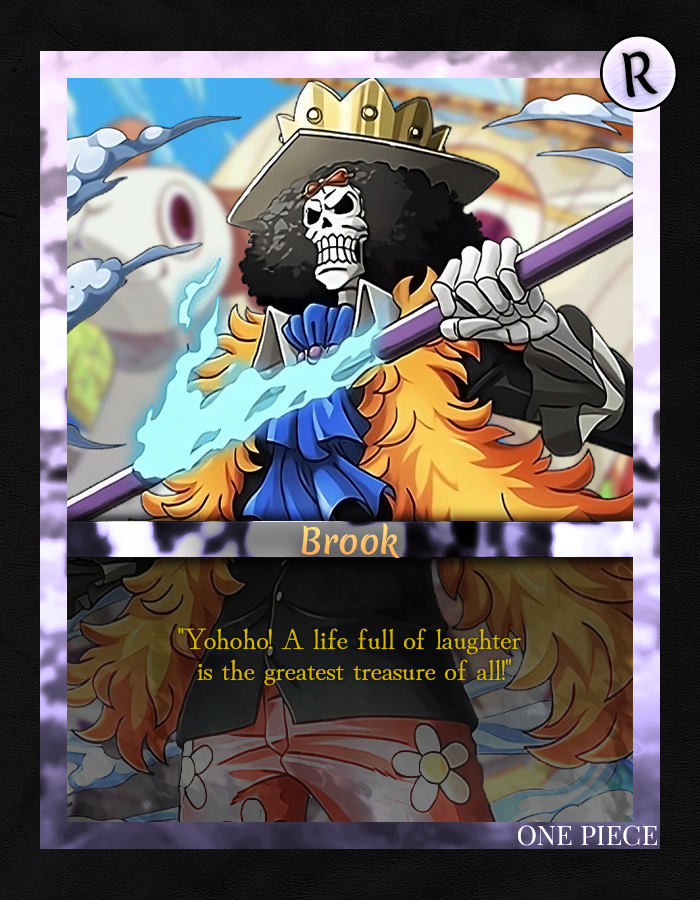 R
Brook
"Yohoho! A life full of laughter
is the greatest treasure of all!"
ONE PIECE